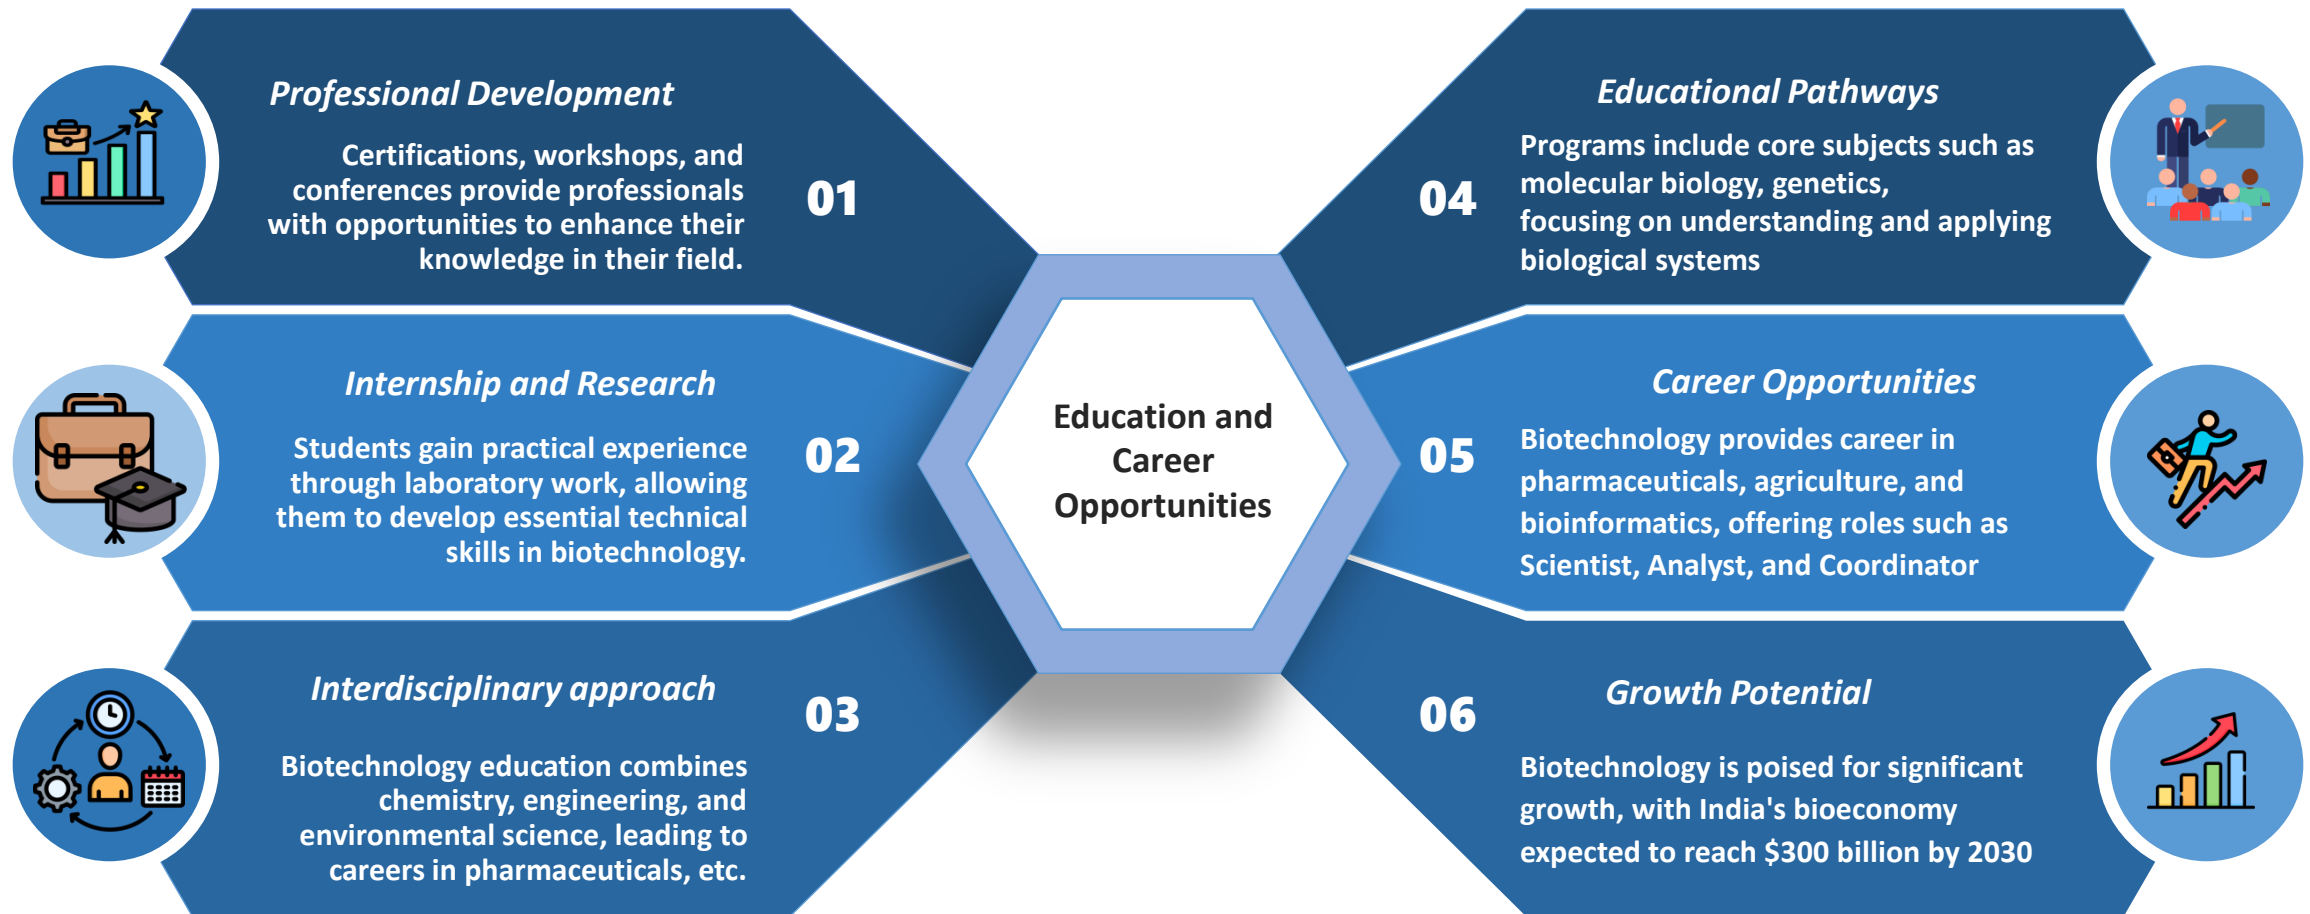 Professional Development
Certifications, workshops, and
conferences provide professionals
with opportunities to enhance their
knowledge in their field.
01
Internship and Research
Students gain practical experience
through laboratory work, allowing
them to develop essential technical
skills in biotechnology.
02
Interdisciplinary approach
Biotechnology education combines
chemistry, engineering, and
environmental science, leading to
careers in pharmaceuticals, etc.
03
Education and
Career
Opportunities
04
Educational Pathways
Programs include core subjects such as
molecular biology, genetics,
focusing on understanding and applying
biological systems
05
Career Opportunities
Biotechnology provides career in
pharmaceuticals, agriculture, and
bioinformatics, offering roles such as
Scientist, Analyst, and Coordinator
06
Growth Potential
Biotechnology is poised for significant
growth, with India's bioeconomy
expected to reach $300 billion by 2030